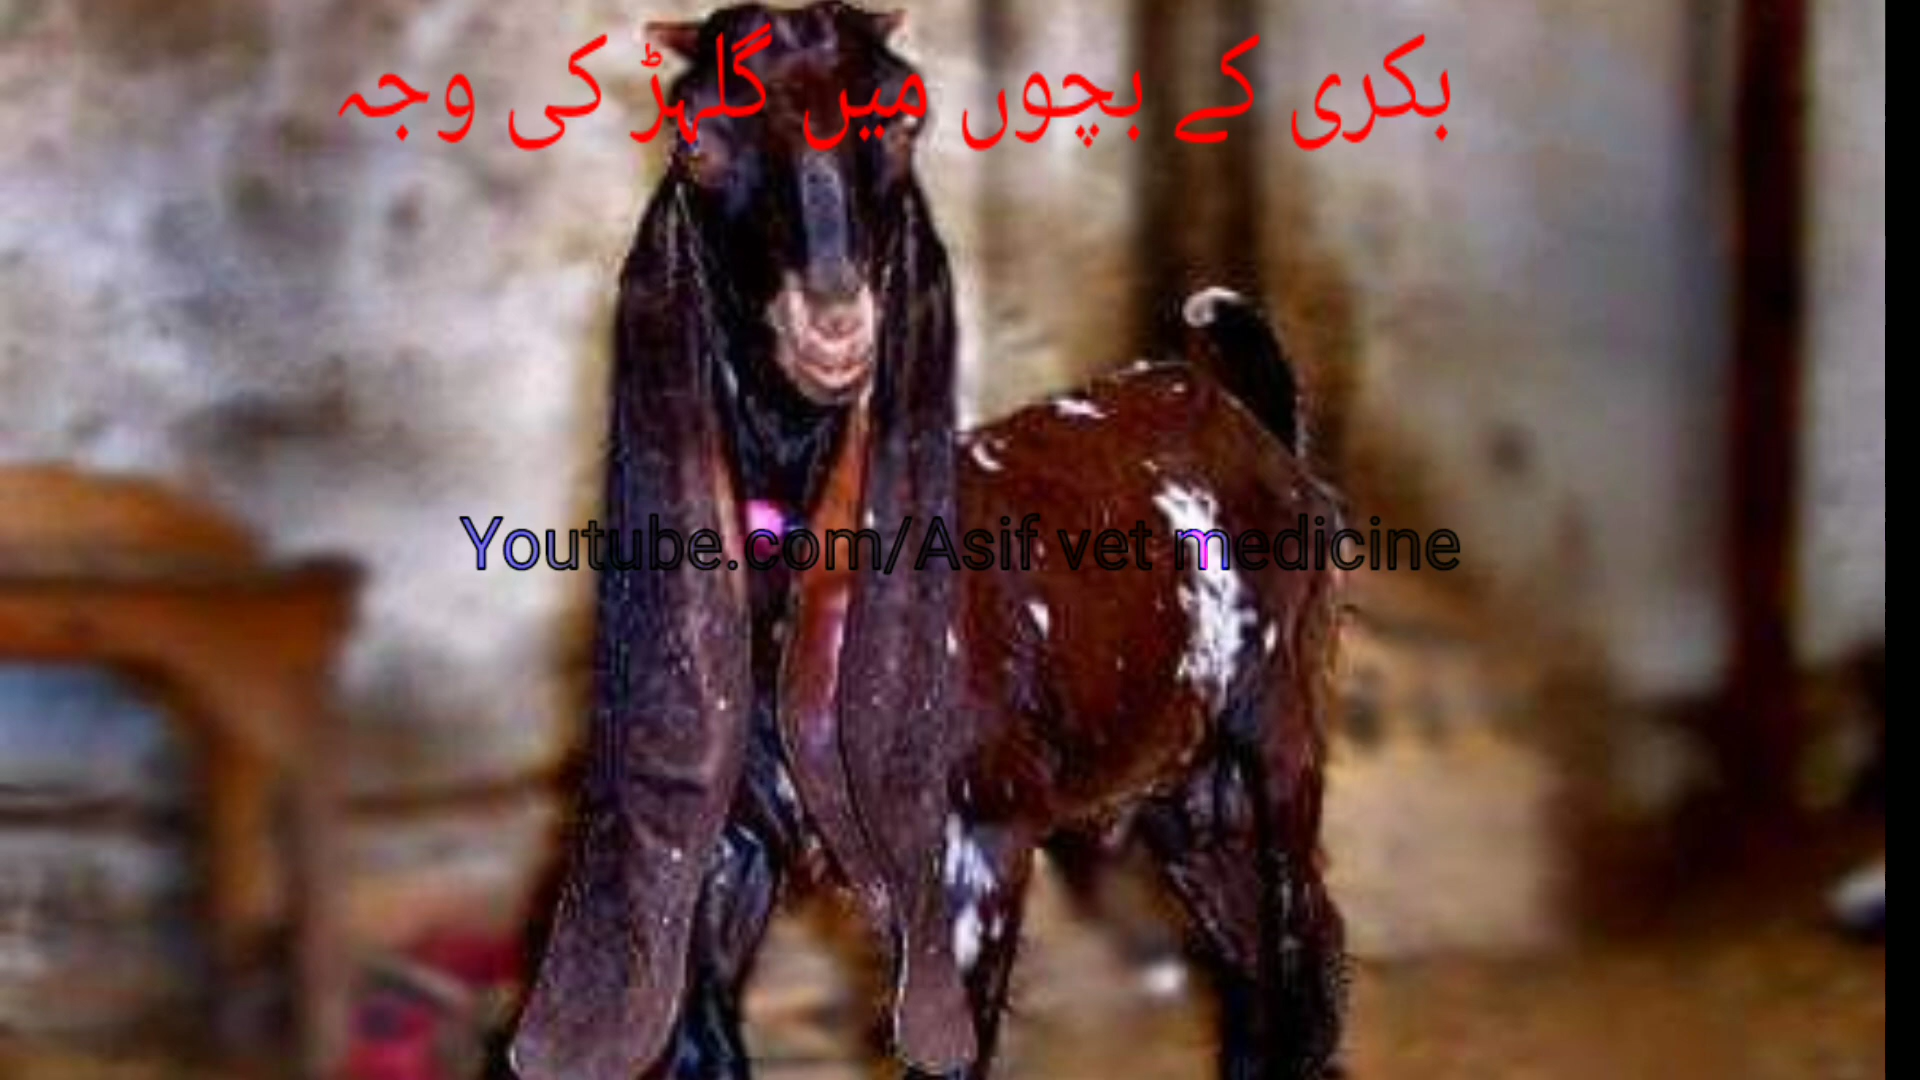 بکری کے بچوں میں گلہڑ کی وجہ
Youtube.com/Asif vet medicine